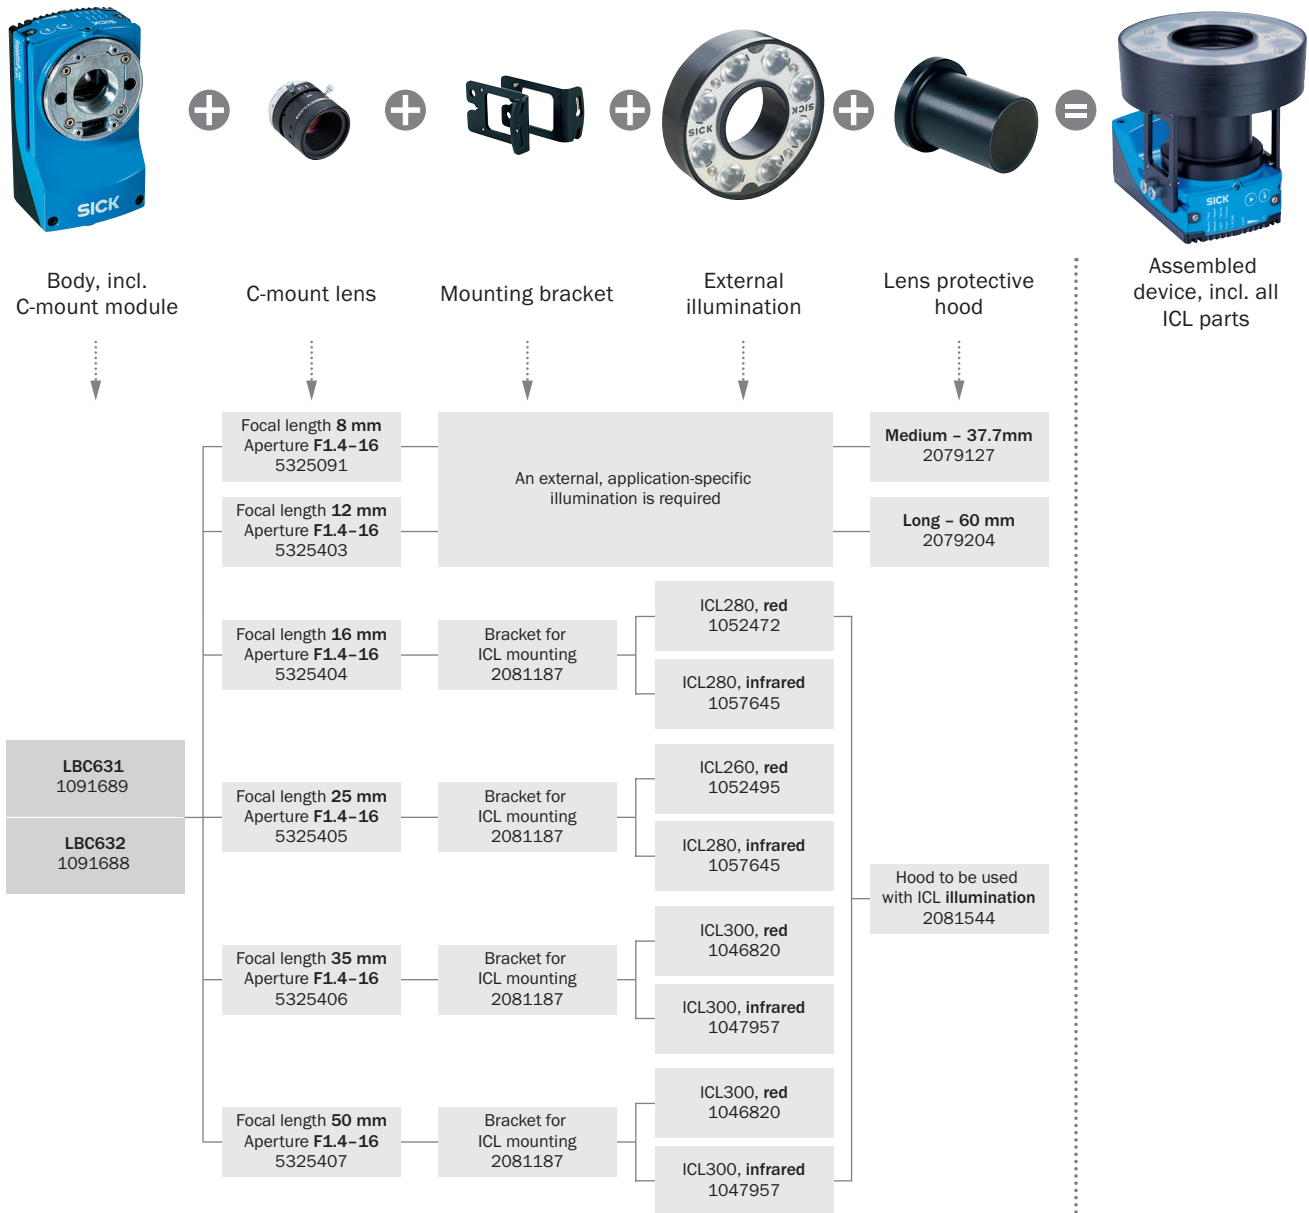 SICK
SICK
SICK
SICK
Body, incl.
C-mount module
C-mount lens
Mounting bracket
External
illumination
Lens protective
hood
Assembled
device, incl. all
ICL parts
Focal length 8 mm
Aperture F1.4–16
5325091
Focal length 12 mm
Aperture F1.4–16
5325403
An external, application-specific
illumination is required
Medium – 37.7mm
2079127
Long – 60 mm
2079204
Focal length 16 mm
Aperture F1.4–16
5325404
Bracket for
ICL mounting
2081187
ICL280, red
1052472
ICL280, infrared
1057645
LBC631
1091689
LBC632
1091688
Focal length 25 mm
Aperture F1.4–16
5325405
Bracket for
ICL mounting
2081187
ICL260, red
1052495
ICL280, infrared
1057645
Hood to be used
with ICL illumination
2081544
Focal length 35 mm
Aperture F1.4–16
5325406
Bracket for
ICL mounting
2081187
ICL300, red
1046820
ICL300, infrared
1047957
Focal length 50 mm
Aperture F1.4–16
5325407
Bracket for
ICL mounting
2081187
ICL300, red
1046820
ICL300, infrared
1047957